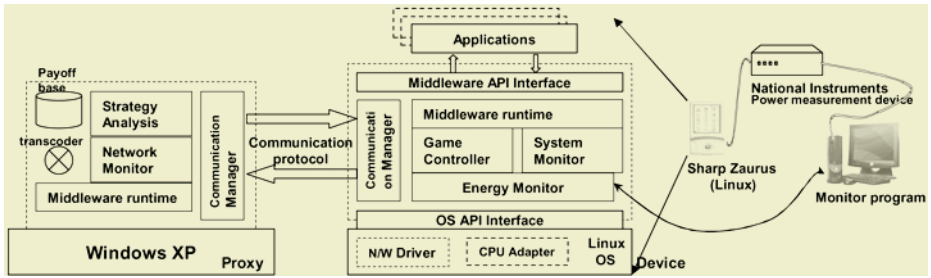 Applications
Payoff
base
Middleware API Interface
Strategy
Analysis
Communication
Manager
Middleware runtime
transcoder
Network
Monitor
Communication
protocol
Communicati
on Manager
Game
Controller
System
Monitor
Middleware runtime
Energy Monitor
OS API Interface
Windows XP
Proxy
N/W Driver
CPU Adapter
Linux
OS
Device
National Instruments
Power measurement device
Sharp Zaurus
(Linux)
Monitor program